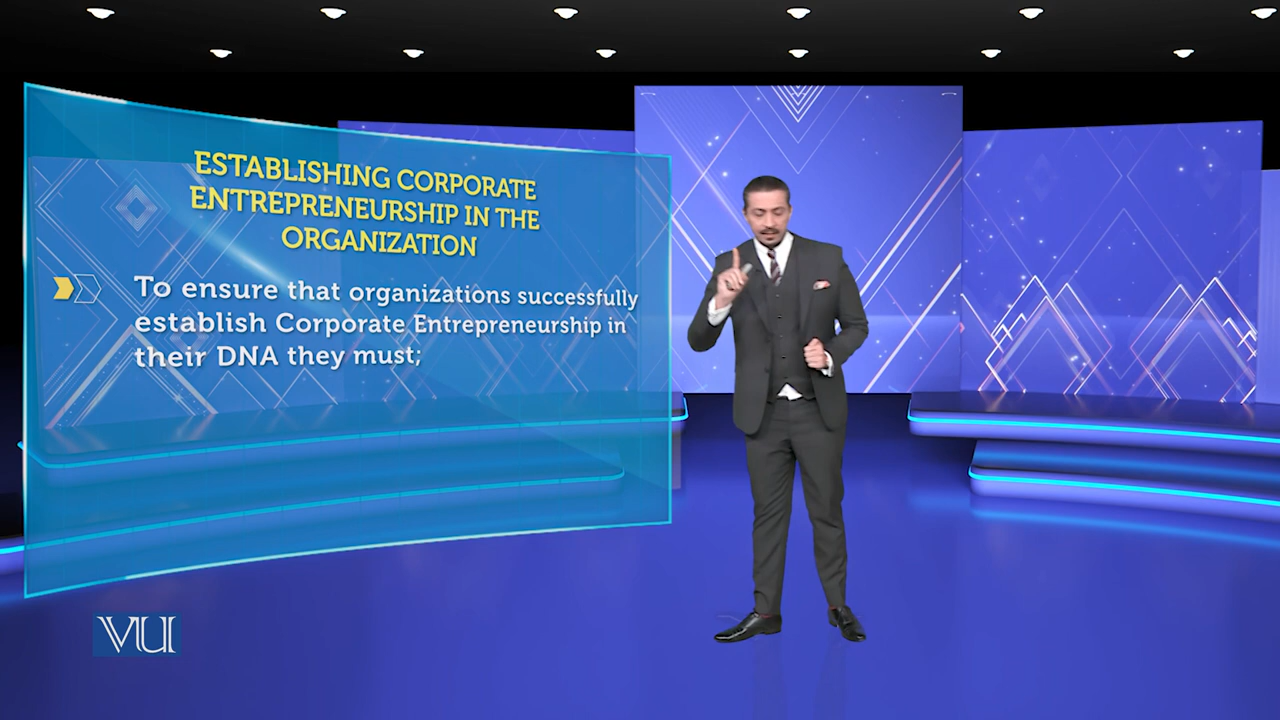 ESTABLISHING CORPORATE
ENTREPRENEURSHIP IN THE
ORGANIZATION
To ensure that organizations successfully
establish Corporate Entrepreneurship in
their DNA they must;
VU